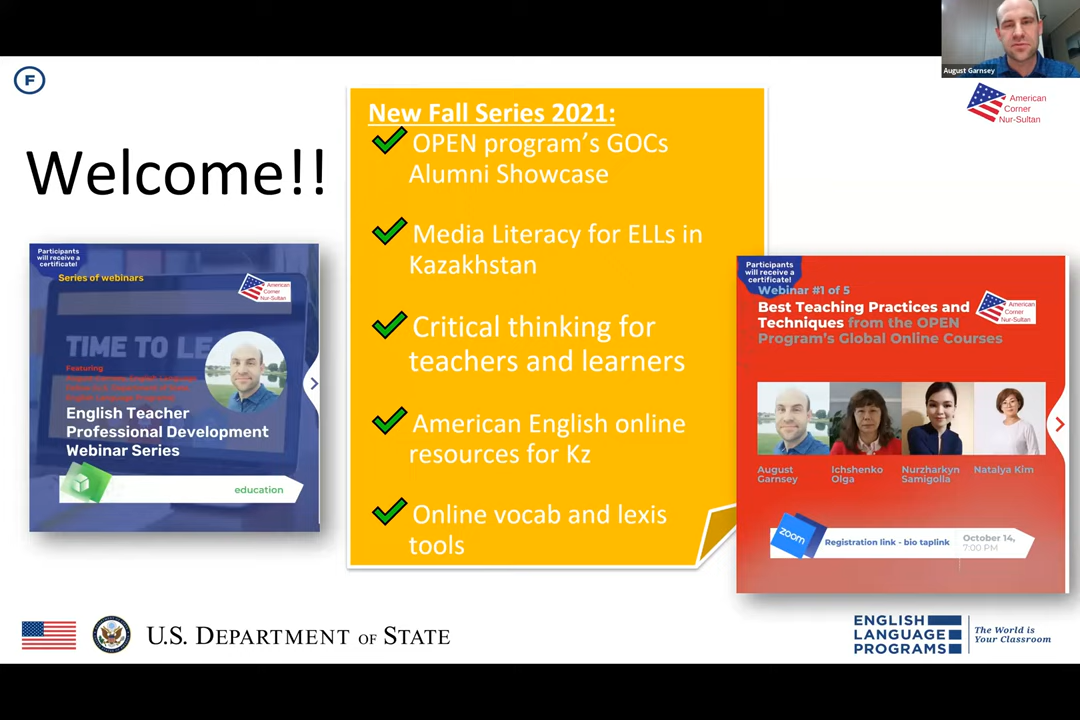 August Garnsey
F
American
Corner
Nur-Sultan
Welcome!!
New Fall Series 2021:
OPEN program's GOCs
Alumni Showcase
Media Literacy for ELLs in
Kazakhstan
Critical thinking for
teachers and learners
American English online
resources for Kz
Online vocab and lexis
tools
Participants
will receive a
certificate!
Series of webinars
American
Corner
Nur-Sultan
TIME TO LE
Featuring
English Teacher
Professional Development
Webinar Series
education
Participants
will receive a
certificate!
Webinar #1 of 5
Best Teaching Practices and
Techniques from the OPEN
Program's Global Online Courses
American
Corner
Nur-Sultan
August
Garnsey
Ichshenko
Olga
Nurzharkyn
Samigolla
Natalya Kim
zoom
Registration link - bio taplink
October 14,
7:00 PM
U.S. DEPARTMENT OF STATE
ENGLISH
LANGUAGE
PROGRAMS
The World is
Your Classroom